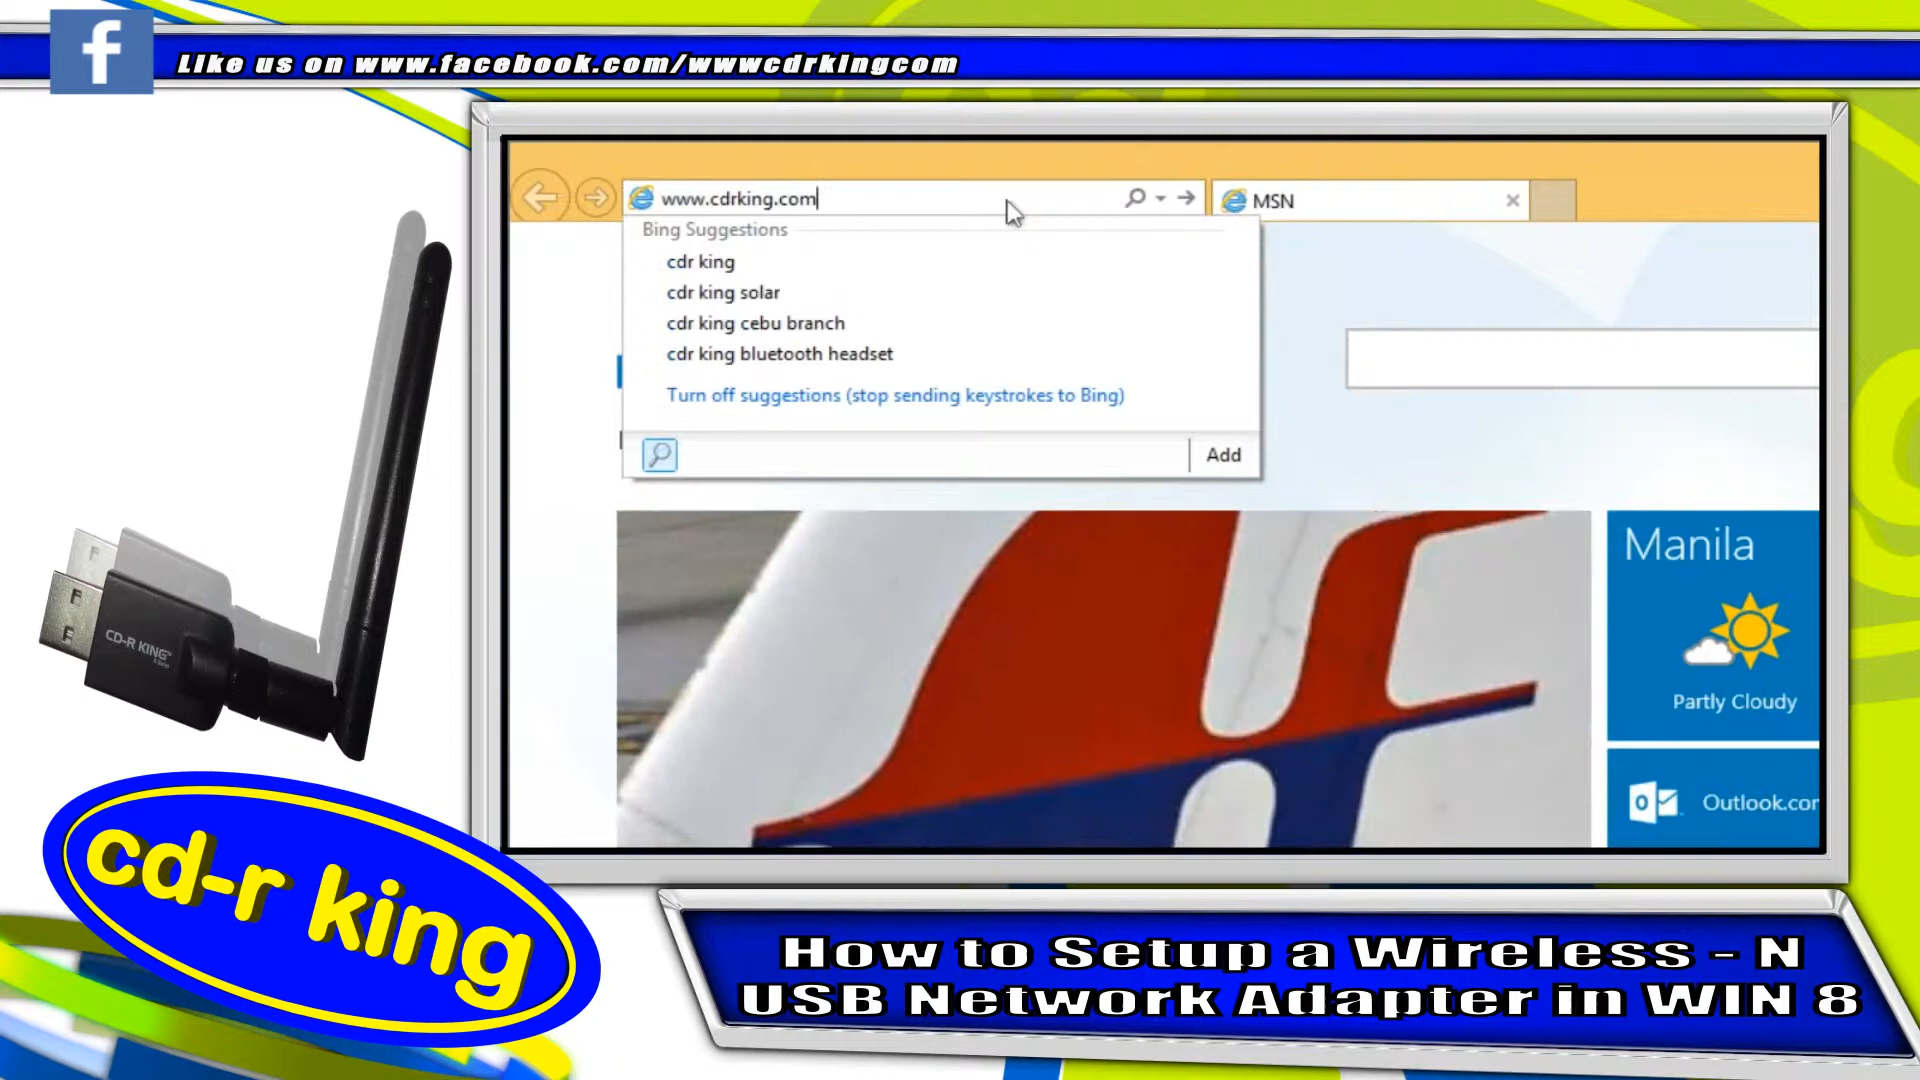 f
Like us on www.facebook.com/wwwcdrkingcom
www.cdrking.com
MSN
Bing Suggestions
cdr king
cdr king solar
cdr king cebu branch
cdr king bluetooth headset
Turn off suggestions (stop sending keystrokes to Bing)
Add
Manila
Partly Cloudy
Outlook.com
CD-R KING
cd-r king
How to Setup a Wireless - N
USB Network Adapter in WIN 8